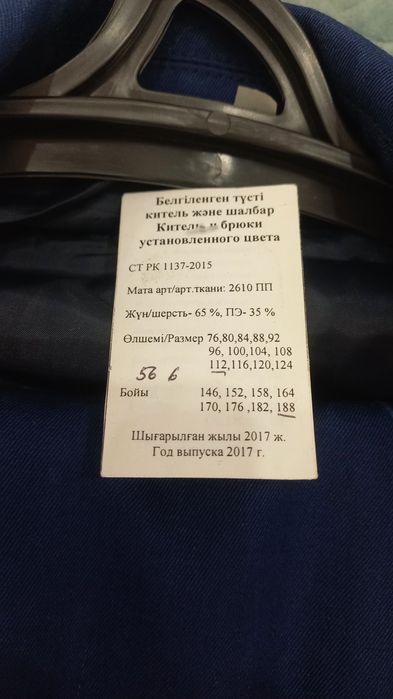 Белгіленген түсті
китель және шалбар
Китель и брюки
установленного цвета
СТ РК 1137-2015
Мата арт/арт.ткани: 2610 ПП
Жүн/шерсть- 65 %, ПЭ- 35 %
Өлшемі/Размер 76,80,84,88,92
96, 100,104, 108
112,116,120,124
56 6
Бойы 146, 152, 158, 164
170, 176 ,182, 188
Шығарылған жылы 2017 ж.
Год выпуска 2017 г.